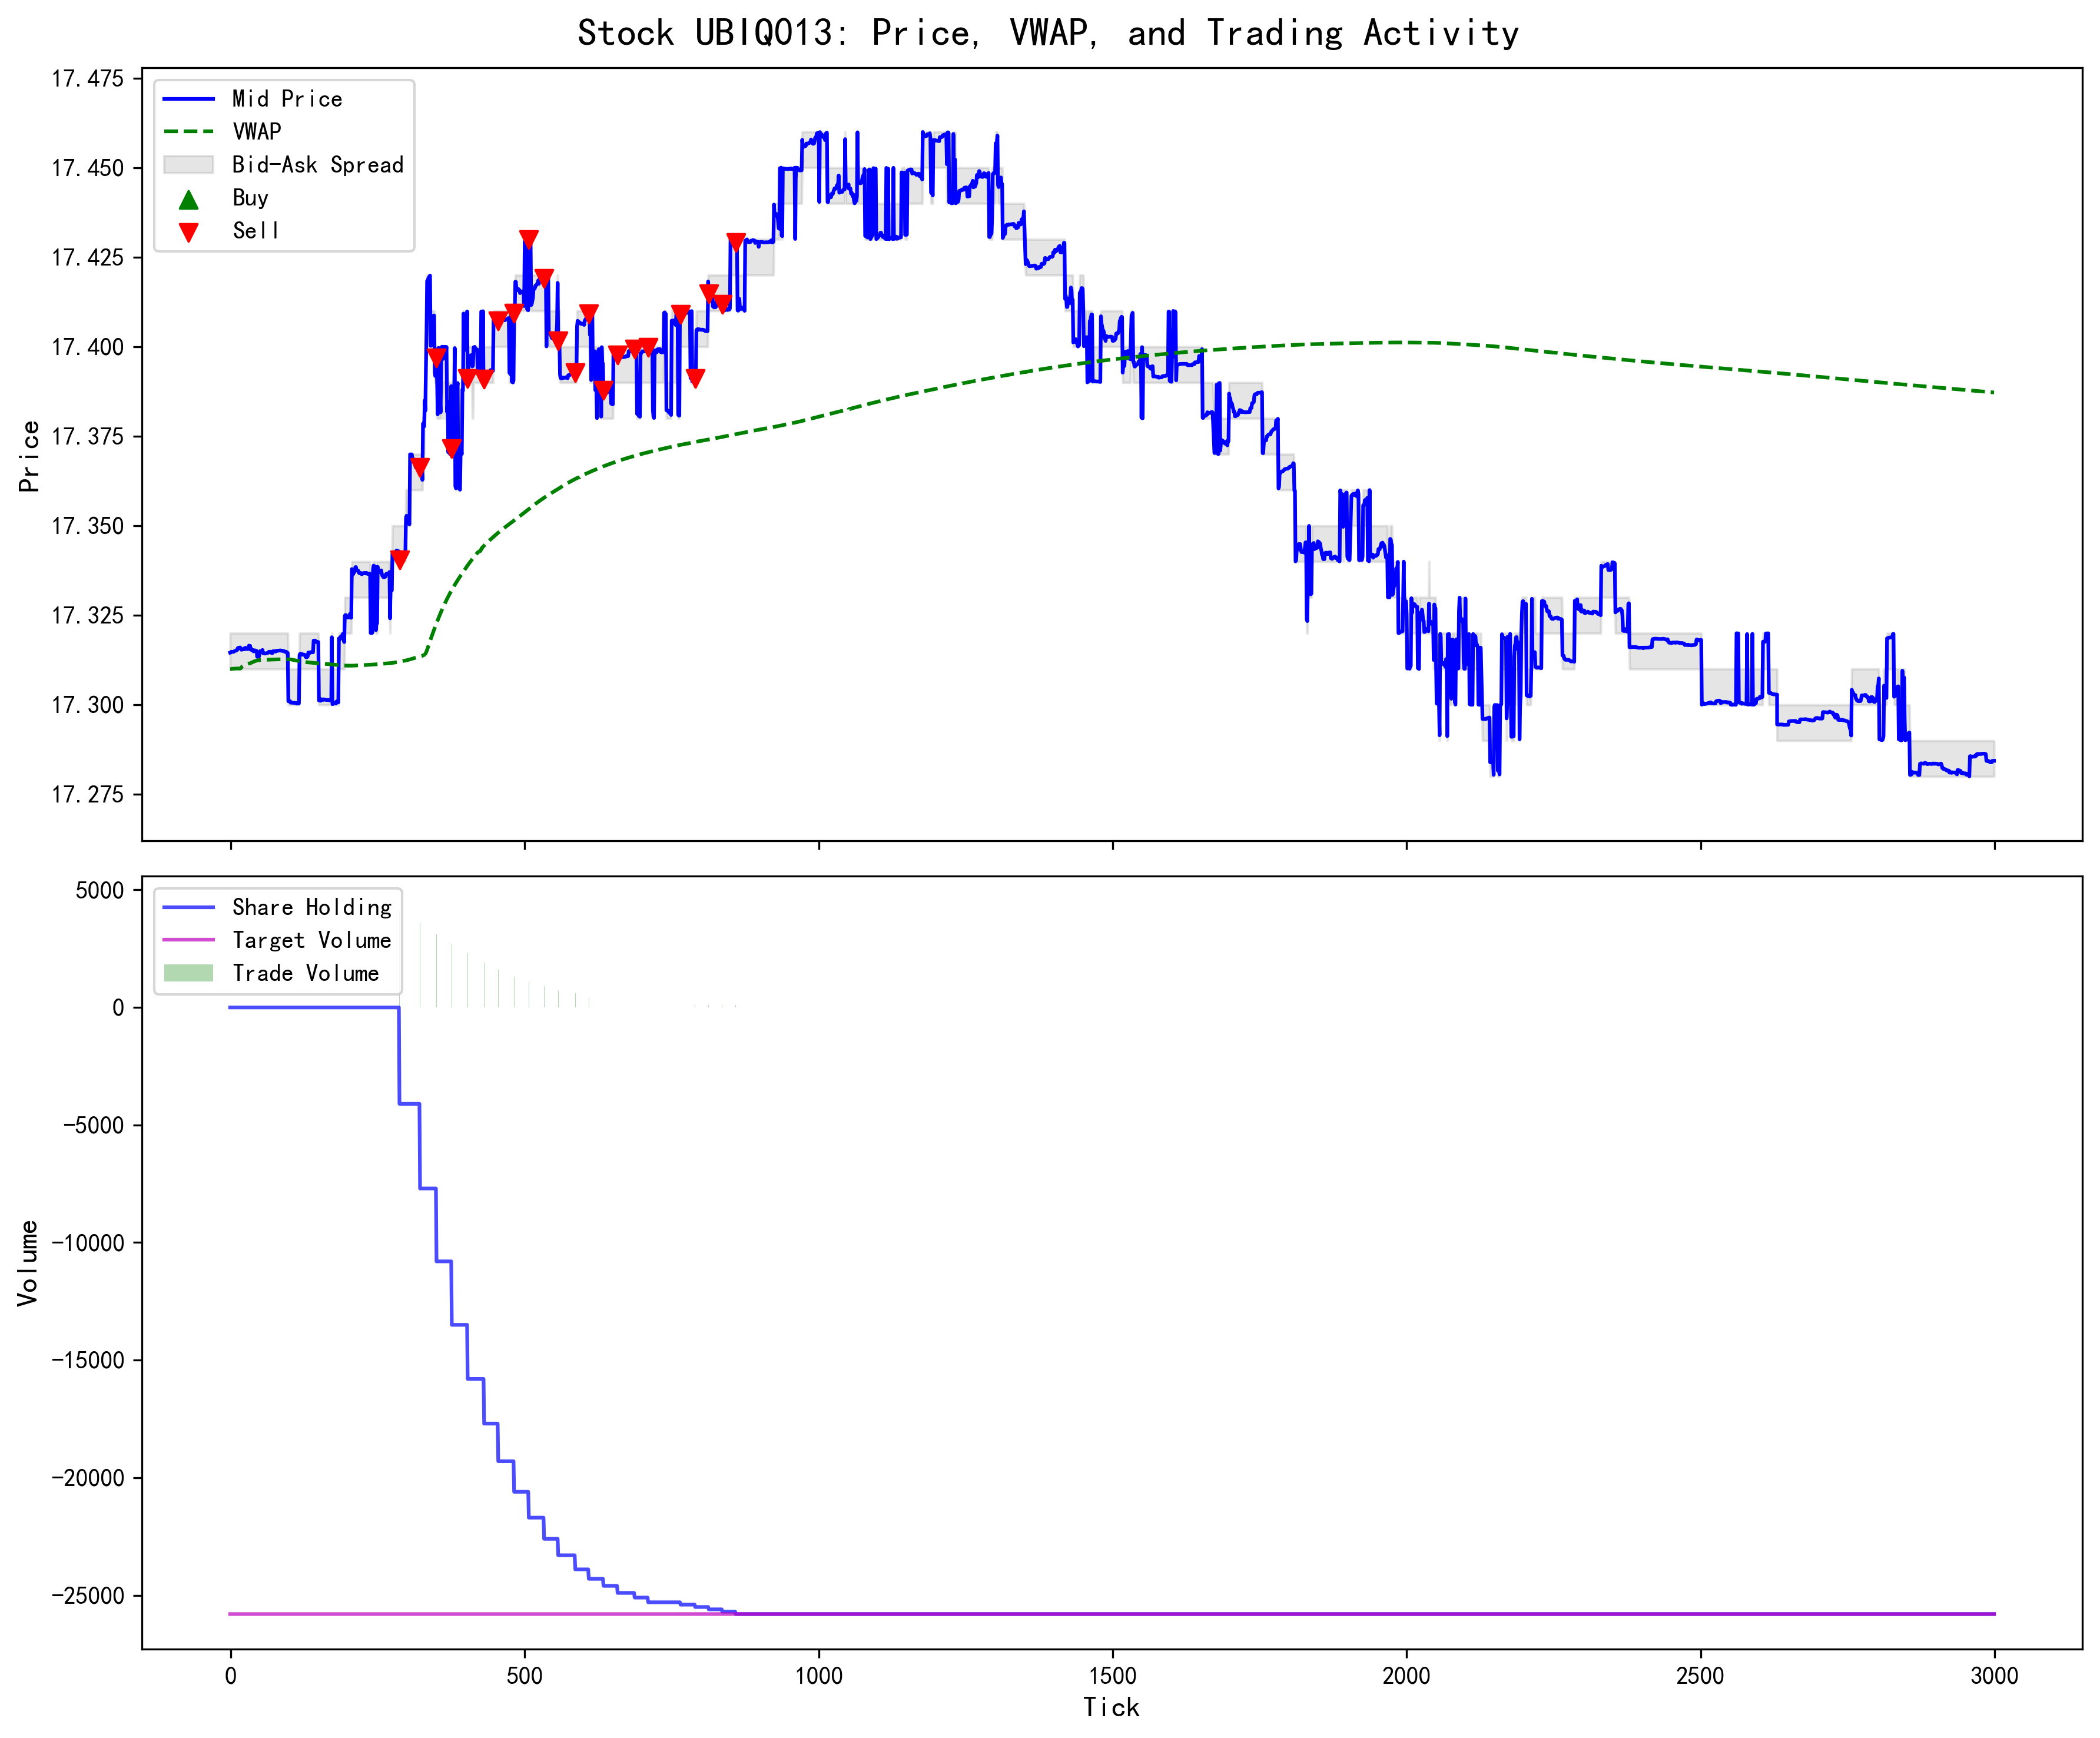 Stock UBIQ013: Price, VWAP, and Trading Activity
17.475
17.450
17.425
17.400
17.375
17.350
17.325
17.300
17.275
Price
Mid Price
VWAP
Bid-Ask Spread
Buy
Sell
5000
0
−5000
−10000
−15000
−20000
−25000
Volume
Share Holding
Target Volume
Trade Volume
0
500
1000
1500
2000
2500
3000
Tick